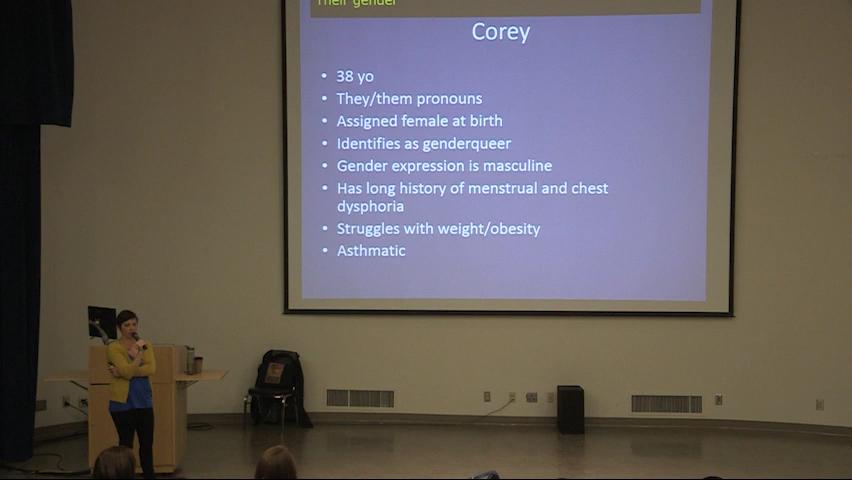 Their gender
Corey
• 38 yo
• They/them pronouns
• Assigned female at birth
• Identifies as genderqueer
• Gender expression is masculine
• Has long history of menstrual and chest
dysphoria
• Struggles with weight/obesity
• Asthmatic